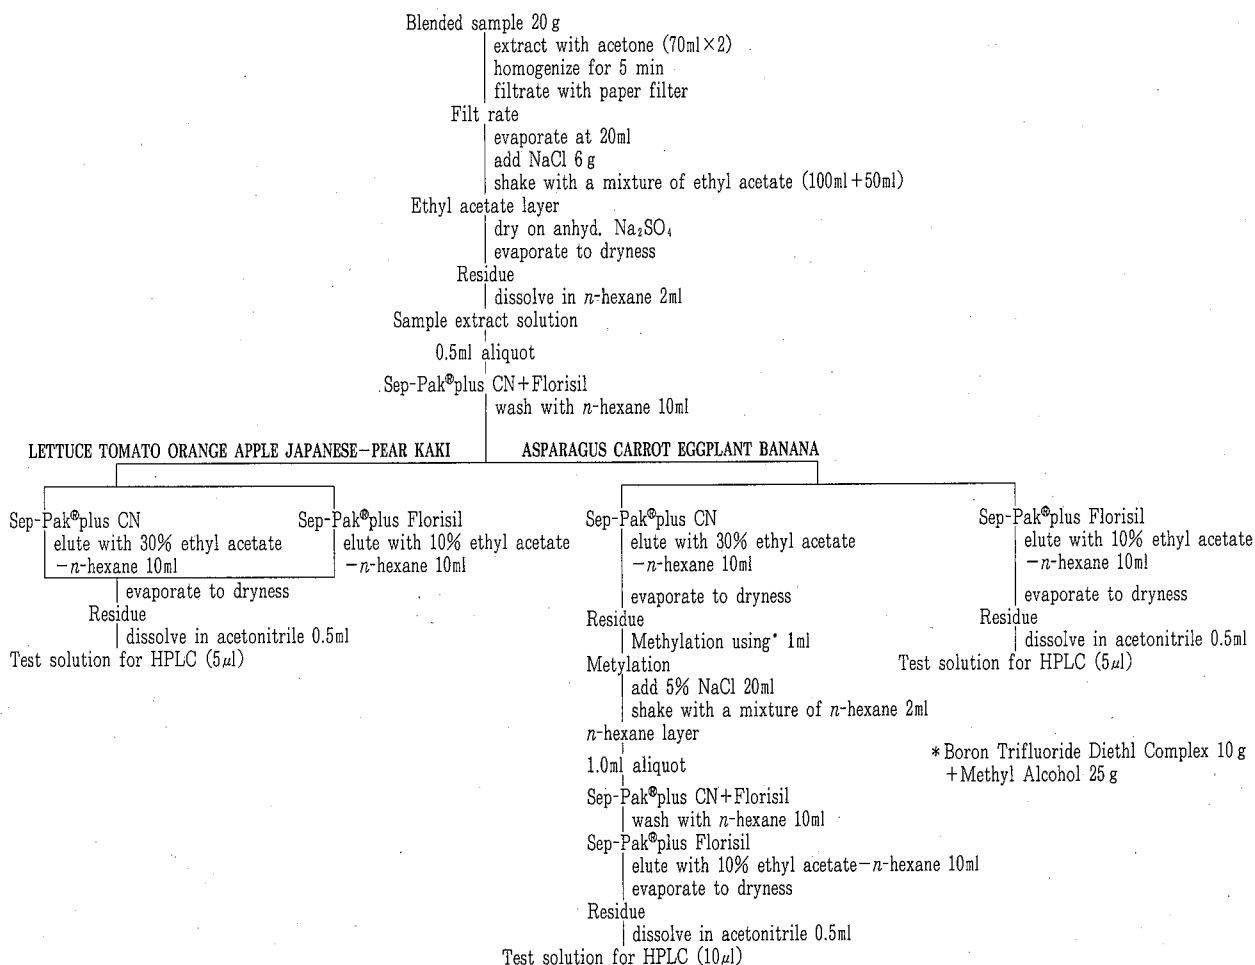 Blended sample 20 g
extract with acetone (70ml×2)
homogenize for 5 min
filtrate with paper filter
Filt rate
evaporate at 20ml
add NaCl 6 g
shake with a mixture of ethyl acetate (100ml+50ml)
Ethyl acetate layer
dry on anhyd. Na₂SO₄
evaporate to dryness
Residue
dissolve in n-hexane 2ml
Sample extract solution
0.5ml aliquot
Sep-Pak®plus CN+Florisil
wash with n-hexane 10ml
LETTUCE TOMATO ORANGE APPLE JAPANESE-PEAR KAKI
Sep-Pak®plus CN
elute with 30% ethyl acetate
-n-hexane 10ml
Sep-Pak®plus Florisil
elute with 10% ethyl acetate
-n-hexane 10ml
evaporate to dryness
Residue
dissolve in acetonitrile 0.5ml
Test solution for HPLC (5µl)
ASPARAGUS CARROT EGGPLANT BANANA
Sep-Pak®plus CN
elute with 30% ethyl acetate
-n-hexane 10ml
evaporate to dryness
Residue
Methylation using* 1ml
Metylation
add 5% NaCl 20ml
shake with a mixture of n-hexane 2ml
n-hexane layer
1.0ml aliquot
Sep-Pak®plus CN+Florisil
wash with n-hexane 10ml
Sep-Pak®plus Florisil
elute with 10% ethyl acetate-n-hexane 10ml
evaporate to dryness
Residue
dissolve in acetonitrile 0.5ml
Test solution for HPLC (10µl)
Sep-Pak®plus Florisil
elute with 10% ethyl acetate
-n-hexane 10ml
evaporate to dryness
Residue
dissolve in acetonitrile 0.5ml
Test solution for HPLC (5µl)
*Boron Trifluoride Diethl Complex 10 g
+Methyl Alcohol 25 g